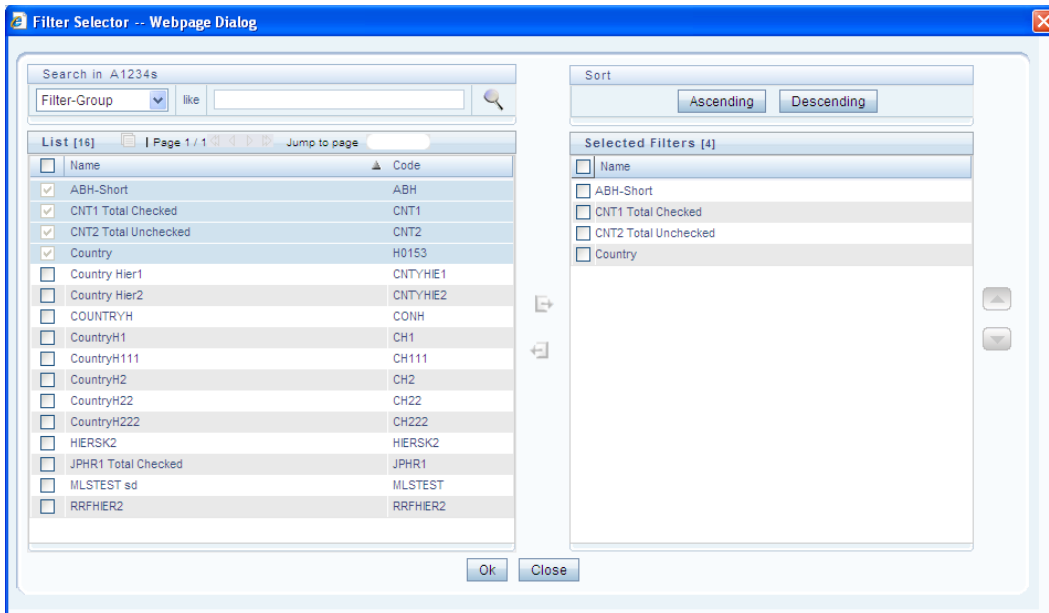 Filter Selector -- Webpage Dialog
Search in A1234s
Filter-Group like
List [16] | Page 1 / 1 Jump to page
Name Code
ABH-Short ABH
CNT1 Total Checked CNT1
CNT2 Total Unchecked CNT2
Country H0153
Country Hier1 CNTYHIE1
Country Hier2 CNTYHIE2
COUNTRYH CONH
CountryH1 CH1
CountryH111 CH111
CountryH2 CH2
CountryH22 CH22
CountryH222 CH222
HIERSK2 HIERSK2
JPHR1 Total Checked JPHR1
MLSTEST sd MLSTEST
RRFHIER2 RRFHIER2
Sort
Ascending Descending
Selected Filters [4]
Name
ABH-Short
CNT1 Total Checked
CNT2 Total Unchecked
Country
Ok Close